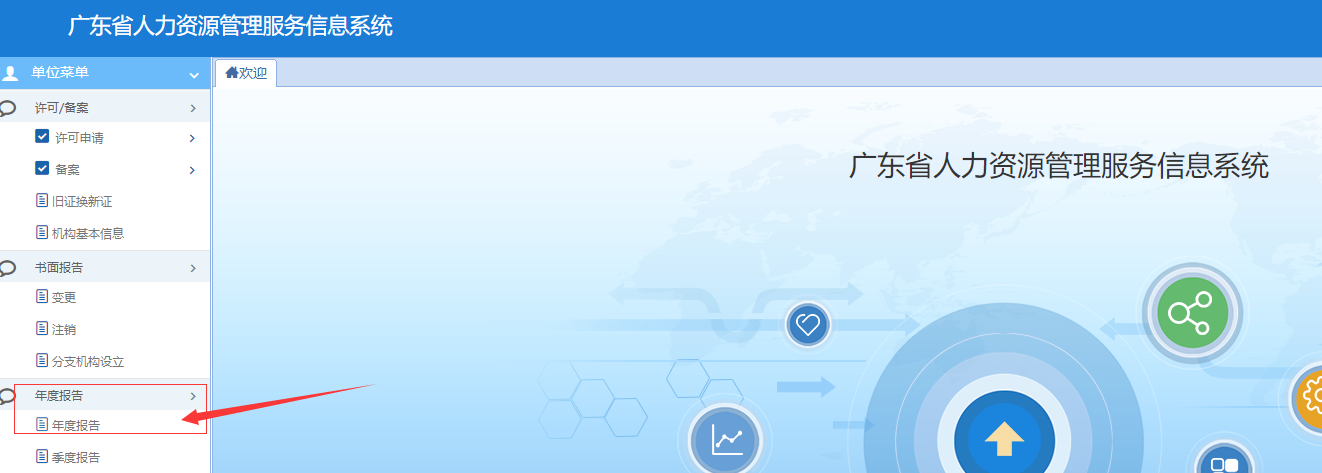 广东省人力资源管理服务信息系统
单位菜单
欢迎
许可/备案
许可申请
备案
旧证换新证
机构基本信息
书面报告
变更
注销
分支机构设立
年度报告
年度报告
季度报告
广东省人力资源管理服务信息系统